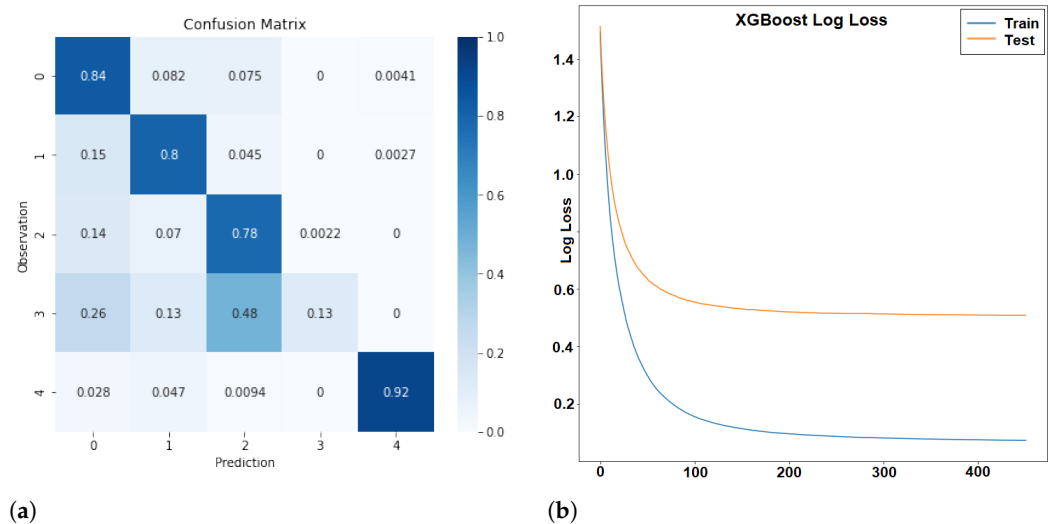 Confusion Matrix
0 0.84 0.082 0.075 0 0.0041
1 0.15 0.8 0.045 0 0.0027
2 0.14 0.07 0.78 0.0022 0
3 0.26 0.13 0.48 0.13 0
4 0.028 0.047 0.0094 0 0.92
0 1 2 3 4
Observation
Prediction
1.0
0.8
0.6
0.4
0.2
0.0
(a)
XGBoost Log Loss
Train
Test
Log Loss
1.4
1.2
1.0
0.8
0.6
0.4
0.2
0 100 200 300 400
(b)